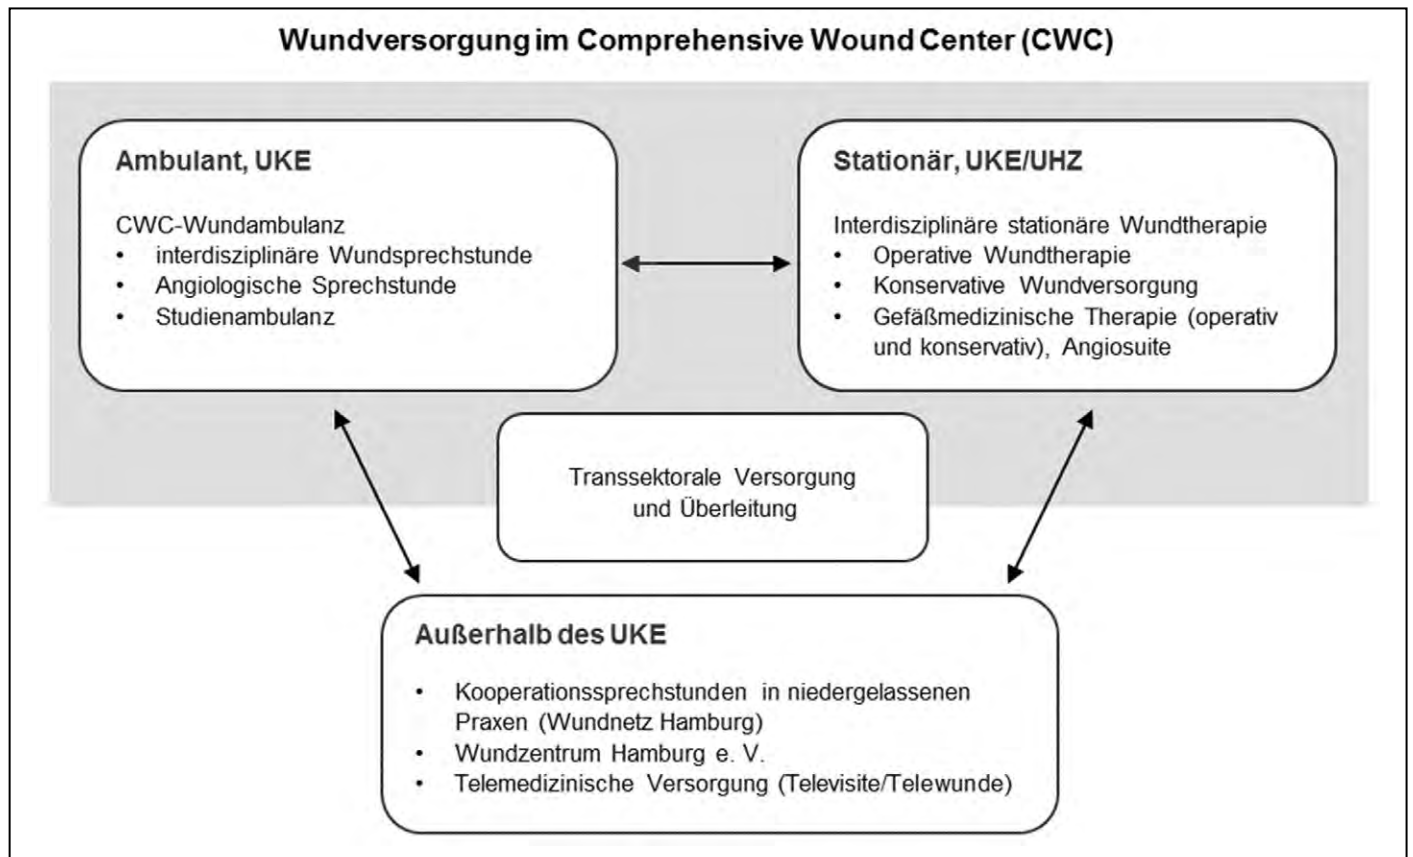 Wundversorgung im Comprehensive Wound Center (CWC)
Ambulant, UKE
CWC-Wundambulanz
• interdisziplinäre Wundsprechstunde
• Angiologische Sprechstunde
• Studienambulanz
Stationär, UKE/UHZ
Interdisziplinäre stationäre Wundtherapie
• Operative Wundtherapie
• Konservative Wundversorgung
• Gefäßmedizinische Therapie (operativ
und konservativ), Angiosuite
Transsektorale Versorgung
und Überleitung
Außerhalb des UKE
• Kooperationssprechstunden in niedergelassenen
Praxen (Wundnetz Hamburg)
• Wundzentrum Hamburg e. V.
• Telemedizinische Versorgung (Televisite/Telewunde)